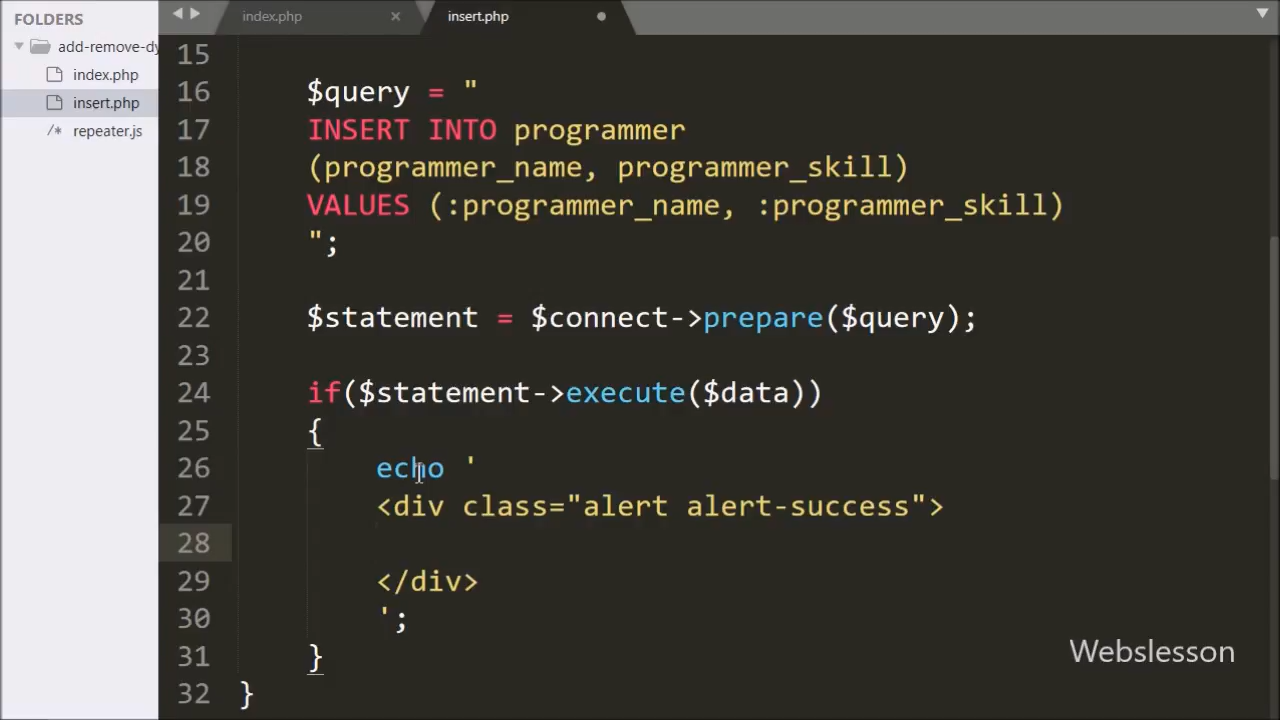 FOLDERS
add-remove-dy
index.php
insert.php
/* repeater.js
index.php ×
insert.php
15
16 $query = "
17 INSERT INTO programmer
18 (programmer_name, programmer_skill)
19 VALUES (:programmer_name, :programmer_skill)
20 ";
21
22 $statement = $connect->prepare($query);
23
24 if($statement->execute($data))
25 {
26 echo '
27 <div class="alert alert-success">
28
29 </div>
30 ';
31 }
32 }
Webslesson